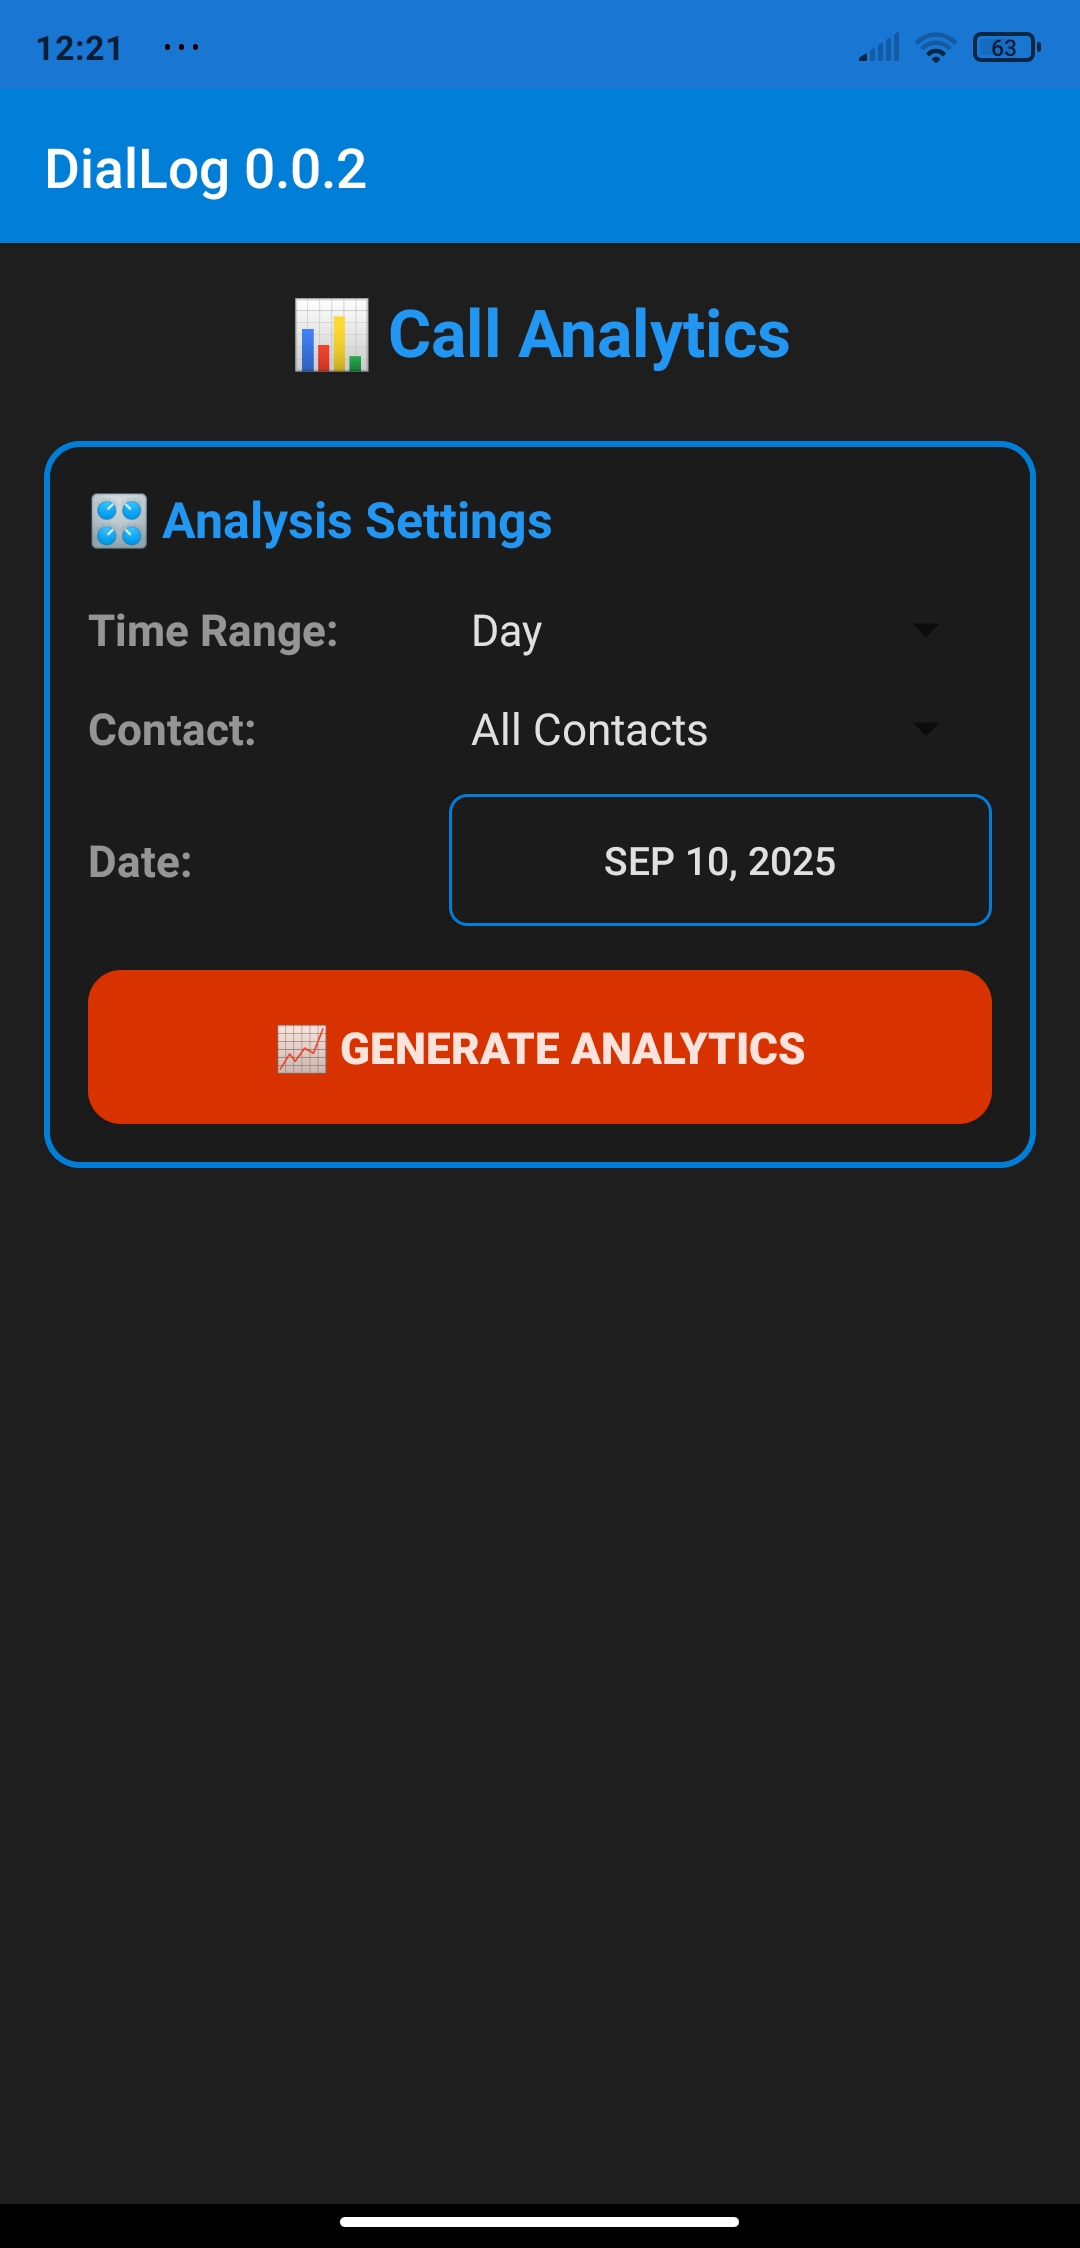 12:21 ...
63
DialLog 0.0.2
Call Analytics
Analysis Settings
Time Range: Day
Contact: All Contacts
Date: SEP 10, 2025
GENERATE ANALYTICS